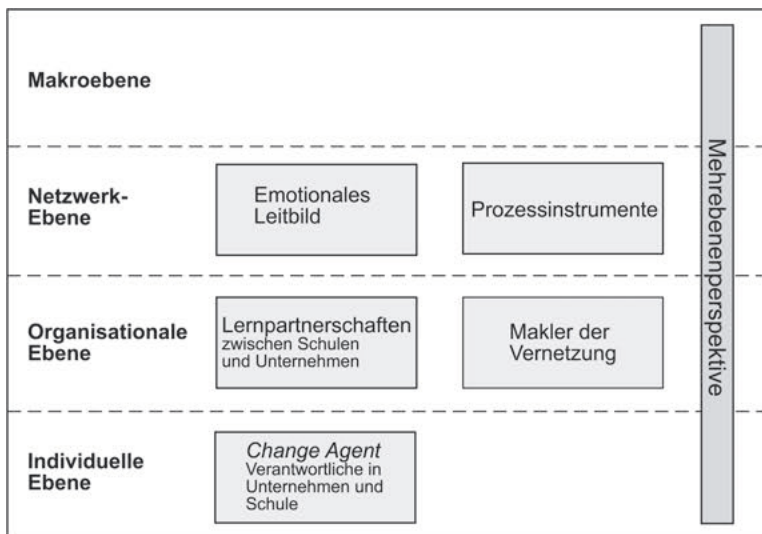 Makroebene
Netzwerk-
Ebene
Emotionales
Leitbild
Prozessinstrumente
Organisationale
Ebene
Lernpartnerschaften
zwischen Schulen
und Unternehmen
Makler der
Vernetzung
Individuelle
Ebene
Change Agent
Verantwortliche in
Unternehmen und
Schule
Mehrebenenperspektive